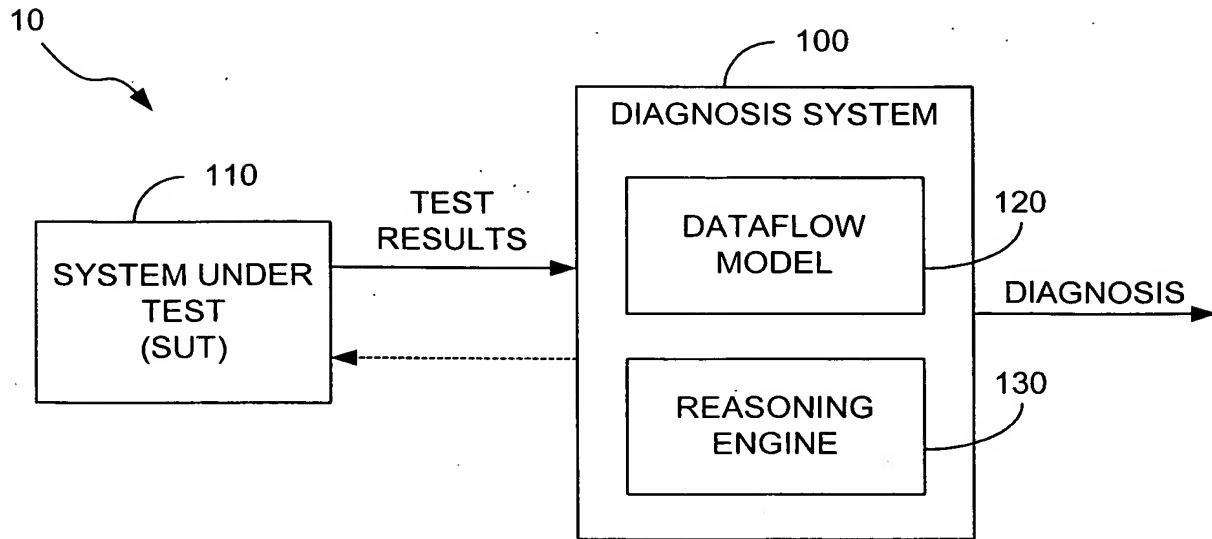 10
100
DIAGNOSIS SYSTEM
110
TEST
RESULTS
120
DATAFLOW
MODEL
SYSTEM UNDER
TEST
(SUT)
DIAGNOSIS
130
REASONING
ENGINE